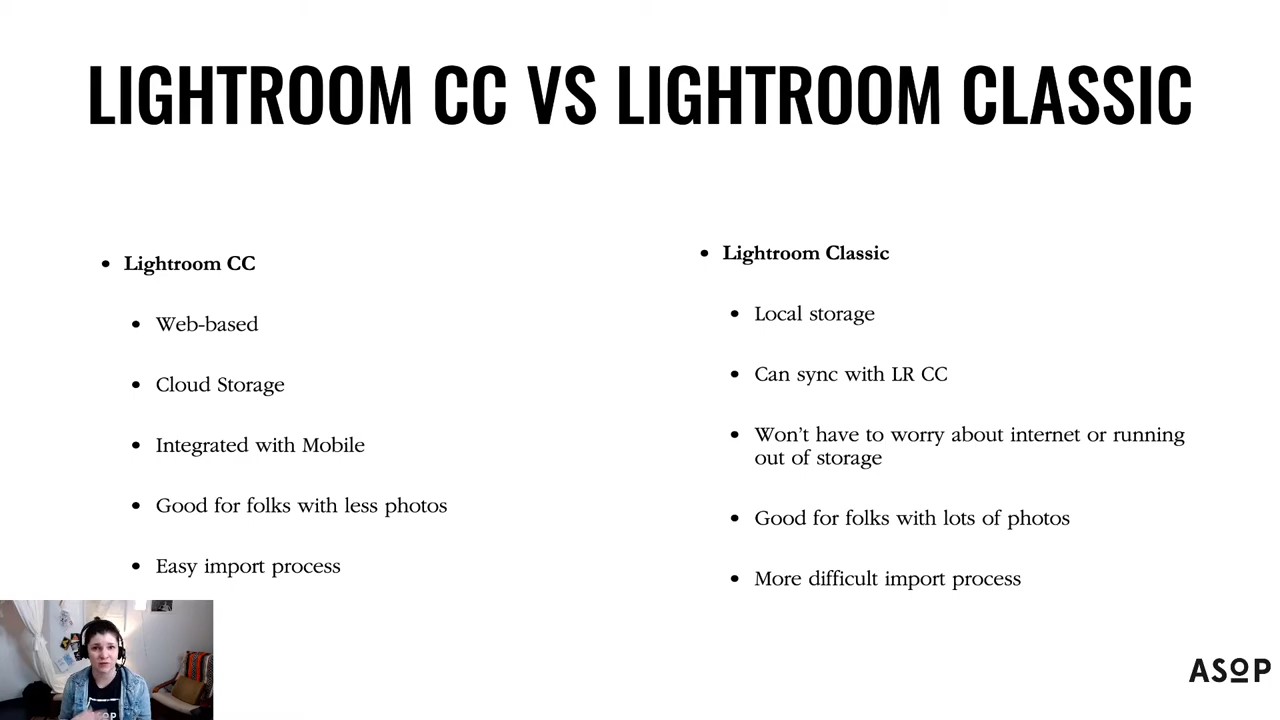 LIGHTROOM CC VS LIGHTROOM CLASSIC
• Lightroom CC
• Web-based
• Cloud Storage
• Integrated with Mobile
• Good for folks with less photos
• Easy import process
• Lightroom Classic
• Local storage
• Can sync with LR CC
• Won’t have to worry about internet or running
out of storage
• Good for folks with lots of photos
• More difficult import process
ASOP